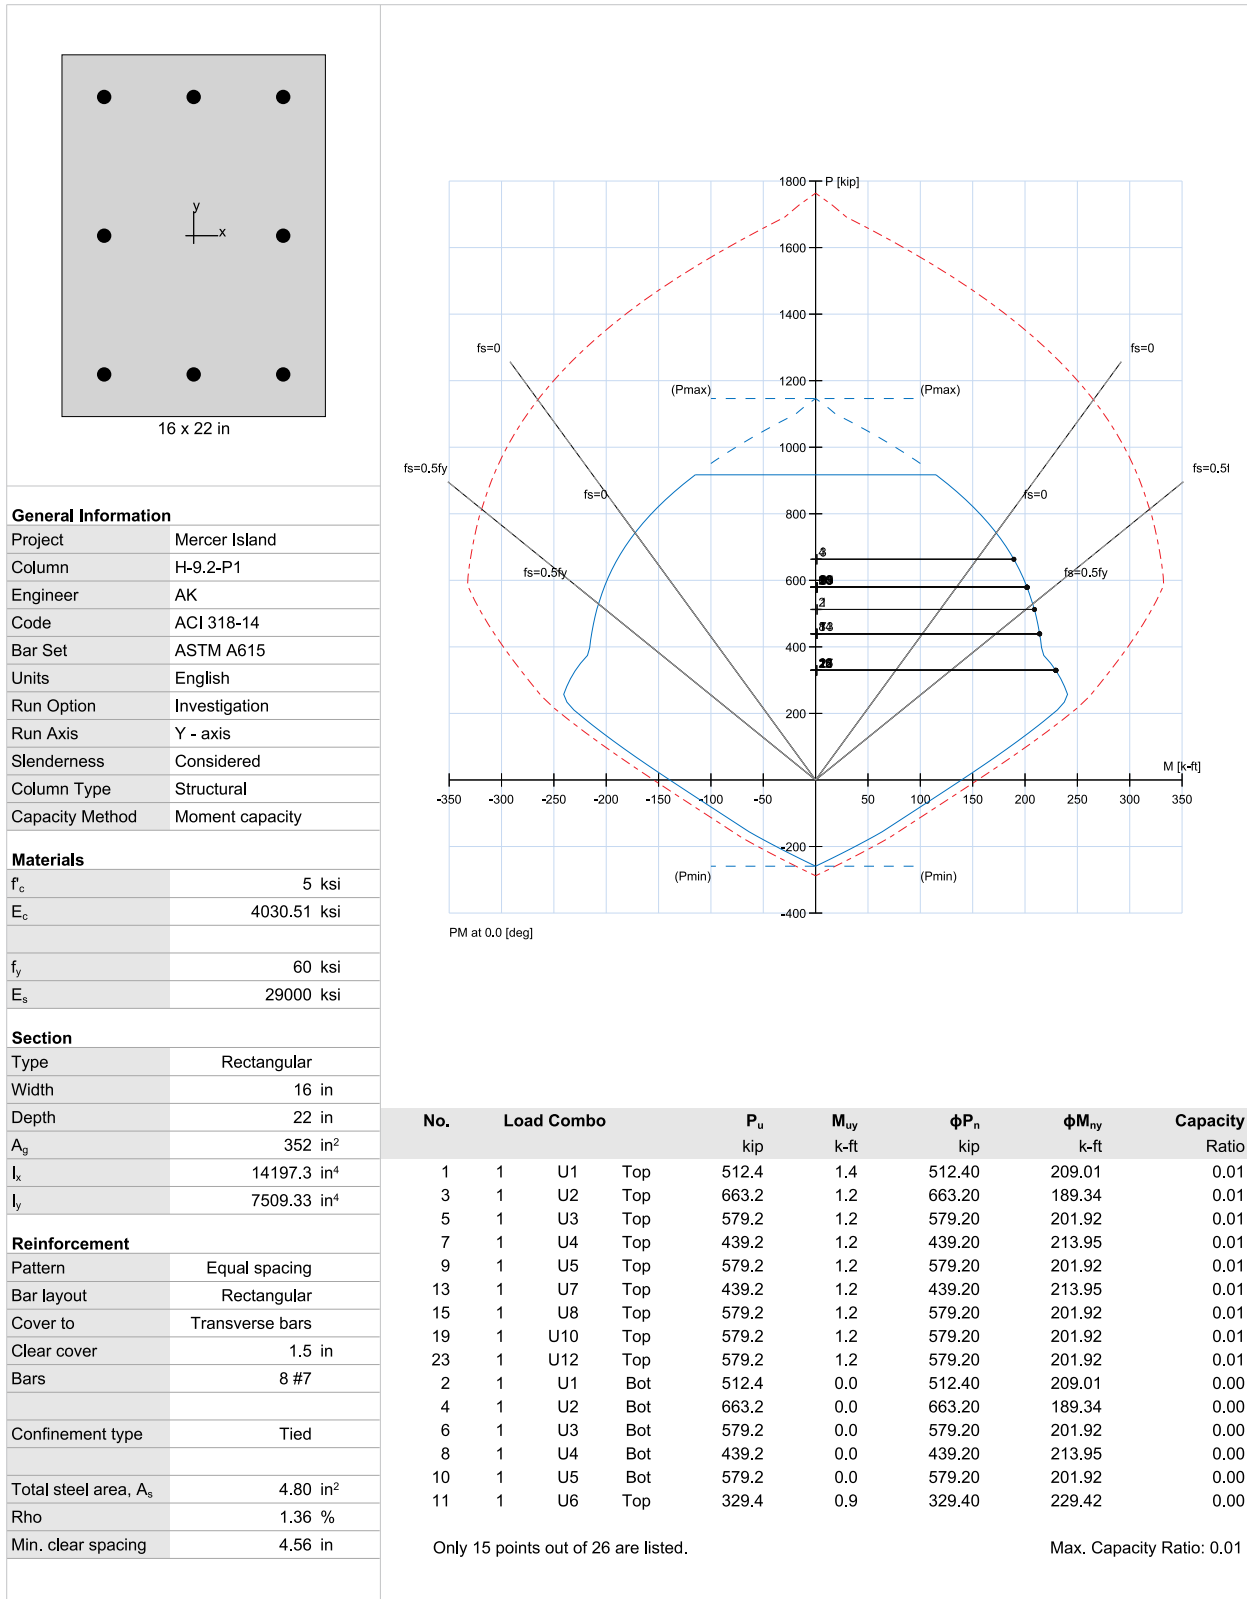 y
x
16 x 22 in
General Information
Project Mercer Island
Column H-9.2-P1
Engineer AK
Code ACI 318-14
Bar Set ASTM A615
Units English
Run Option Investigation
Run Axis Y - axis
Slenderness Considered
Column Type Structural
Capacity Method Moment capacity
Materials
f'c 5 ksi
Ec 4030.51 ksi
fy 60 ksi
Es 29000 ksi
Section
Type Rectangular
Width 16 in
Depth 22 in
Ag 352 in²
Ix 14197.3 in⁴
Iy 7509.33 in⁴
Reinforcement
Pattern Equal spacing
Bar layout Rectangular
Cover to Transverse bars
Clear cover 1.5 in
Bars 8 #7
Confinement type Tied
Total steel area, As 4.80 in²
Rho 1.36 %
Min. clear spacing 4.56 in
1800 P [kip]
1600
1400
fs=0 fs=0
1200
(Pmax) (Pmax)
1000
fs=0.5fy fs=0.5f
fs=0 fs=0
800
600
fs=0.5fy fs=0.5fy
400
200
M [k-ft]
-350 -300 -250 -200 -150 -100 -50 50 100 150 200 250 300 350
-200
(Pmin) (Pmin)
-400
PM at 0.0 [deg]
No. Load Combo Pu Muy ϕPn ϕMny Capacity
kip k-ft kip k-ft Ratio
1 1 U1 Top 512.4 1.4 512.40 209.01 0.01
3 1 U2 Top 663.2 1.2 663.20 189.34 0.01
5 1 U3 Top 579.2 1.2 579.20 201.92 0.01
7 1 U4 Top 439.2 1.2 439.20 213.95 0.01
9 1 U5 Top 579.2 1.2 579.20 201.92 0.01
13 1 U7 Top 439.2 1.2 439.20 213.95 0.01
15 1 U8 Top 579.2 1.2 579.20 201.92 0.01
19 1 U10 Top 579.2 1.2 579.20 201.92 0.01
23 1 U12 Top 579.2 1.2 579.20 201.92 0.01
2 1 U1 Bot 512.4 0.0 512.40 209.01 0.00
4 1 U2 Bot 663.2 0.0 663.20 189.34 0.00
6 1 U3 Bot 579.2 0.0 579.20 201.92 0.00
8 1 U4 Bot 439.2 0.0 439.20 213.95 0.00
10 1 U5 Bot 579.2 0.0 579.20 201.92 0.00
11 1 U6 Top 329.4 0.9 329.40 229.42 0.00
Only 15 points out of 26 are listed. Max. Capacity Ratio: 0.01